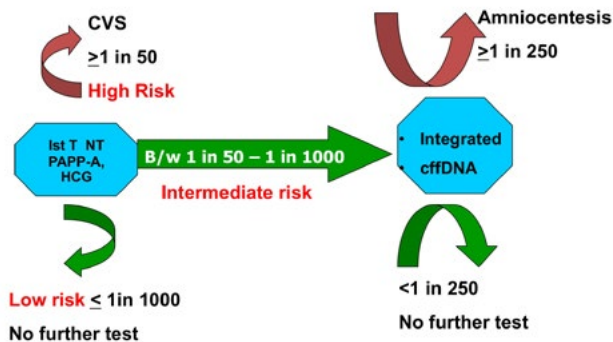 CVS
≥1 in 50
High Risk
Ist T NT
PAPP-A,
HCG
B/w 1 in 50 – 1 in 1000
Intermediate risk
Low risk ≤ 1in 1000
No further test
Amniocentesis
≥1 in 250
• Integrated
• cffDNA
<1 in 250
No further test